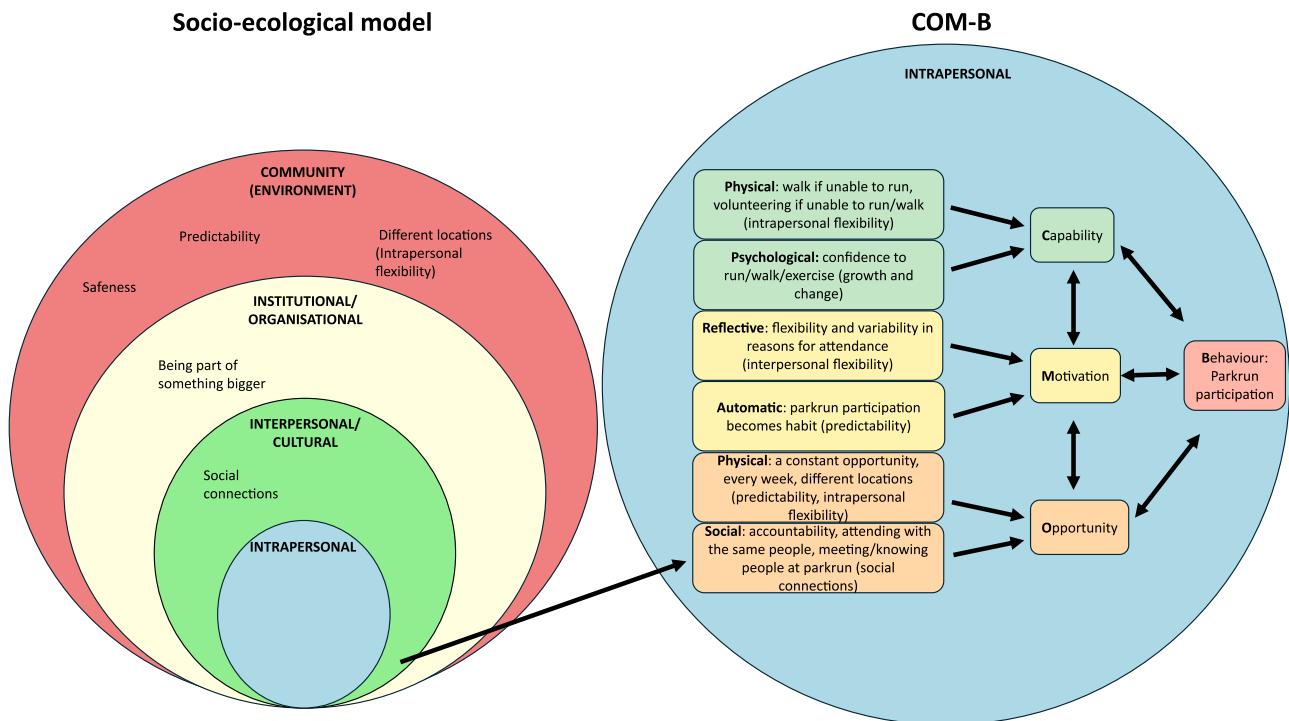 Socio-ecological model
COM-B
COMMUNITY
(ENVIRONMENT)
Predictability
Different locations
(Intrapersonal
flexibility)
Safeness
INSTITUTIONAL/
ORGANISATIONAL
Being part of
something bigger
INTERPERSONAL/
CULTURAL
Social
connections
INTRAPERSONAL
INTRAPERSONAL
Physical: walk if unable to run,
volunteering if unable to run/walk
(intrapersonal flexibility)
Psychological: confidence to
run/walk/exercise (growth and
change)
Reflective: flexibility and variability in
reasons for attendance
(interpersonal flexibility)
Automatic: parkrun participation
becomes habit (predictability)
Physical: a constant opportunity,
every week, different locations
(predictability, intrapersonal
flexibility)
Social: accountability, attending with
the same people, meeting/knowing
people at parkrun (social
connections)
Capability
Motivation
Opportunity
Behaviour:
Parkrun
participation